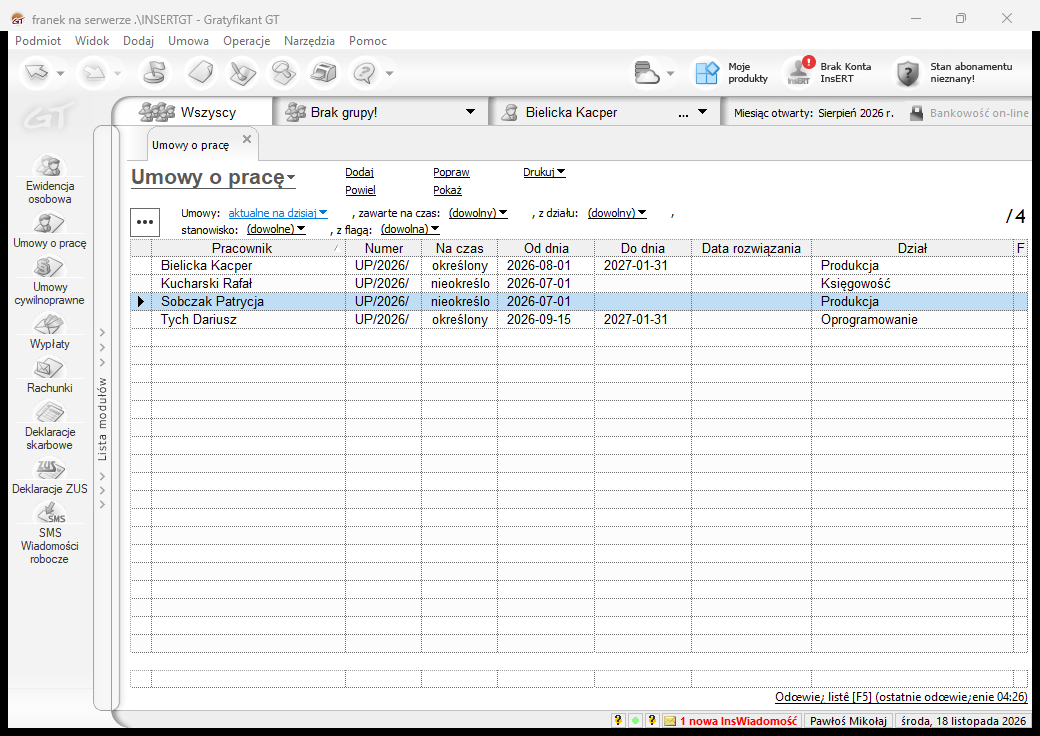 franek na serwerze .\INSERTGT - Gratyfikant GT
Podmiot Widok Dodaj Umowa Operacje Narzędzia Pomoc
Moje produkty
InsERT
Brak Konta InsERT
Stan abonamentu nieznany!
GT
Wszyscy
Brak grupy!
Bielicka Kacper ...
Miesiąc otwarty: Sierpień 2026 r.
Bankowość on-line
Umowy o pracę
Ewidencja osobowa
Umowy o pracę
Umowy cywilnoprawne
Wypłaty
Rachunki
Deklaracje skarbowe
ZUS
Deklaracje ZUS
SMS
SMS Wiadomości robocze
Lista modułów
Umowy o pracę
Dodaj Popraw Drukuj
Powiel Pokaż
Umowy: aktualne na dzisiaj , zawarte na czas: (dowolny) , z działu: (dowolny) ,
stanowisko: (dowolne) , z flagą: (dowolna)
/ 4
Pracownik Numer Na czas Od dnia Do dnia Data rozwiązania Dział F
Bielicka Kacper UP/2026/ określony 2026-08-01 2027-01-31 Produkcja
Kucharski Rafał UP/2026/ nieokreślo 2026-07-01 Księgowość
Sobczak Patrycja UP/2026/ nieokreślo 2026-07-01 Produkcja
Tych Dariusz UP/2026/ określony 2026-09-15 2027-01-31 Oprogramowanie
[F5] (ostatnie 04:26)
1 nowa InsWiadomość
Pawłoś Mikołaj
środa, 18 listopada 2026